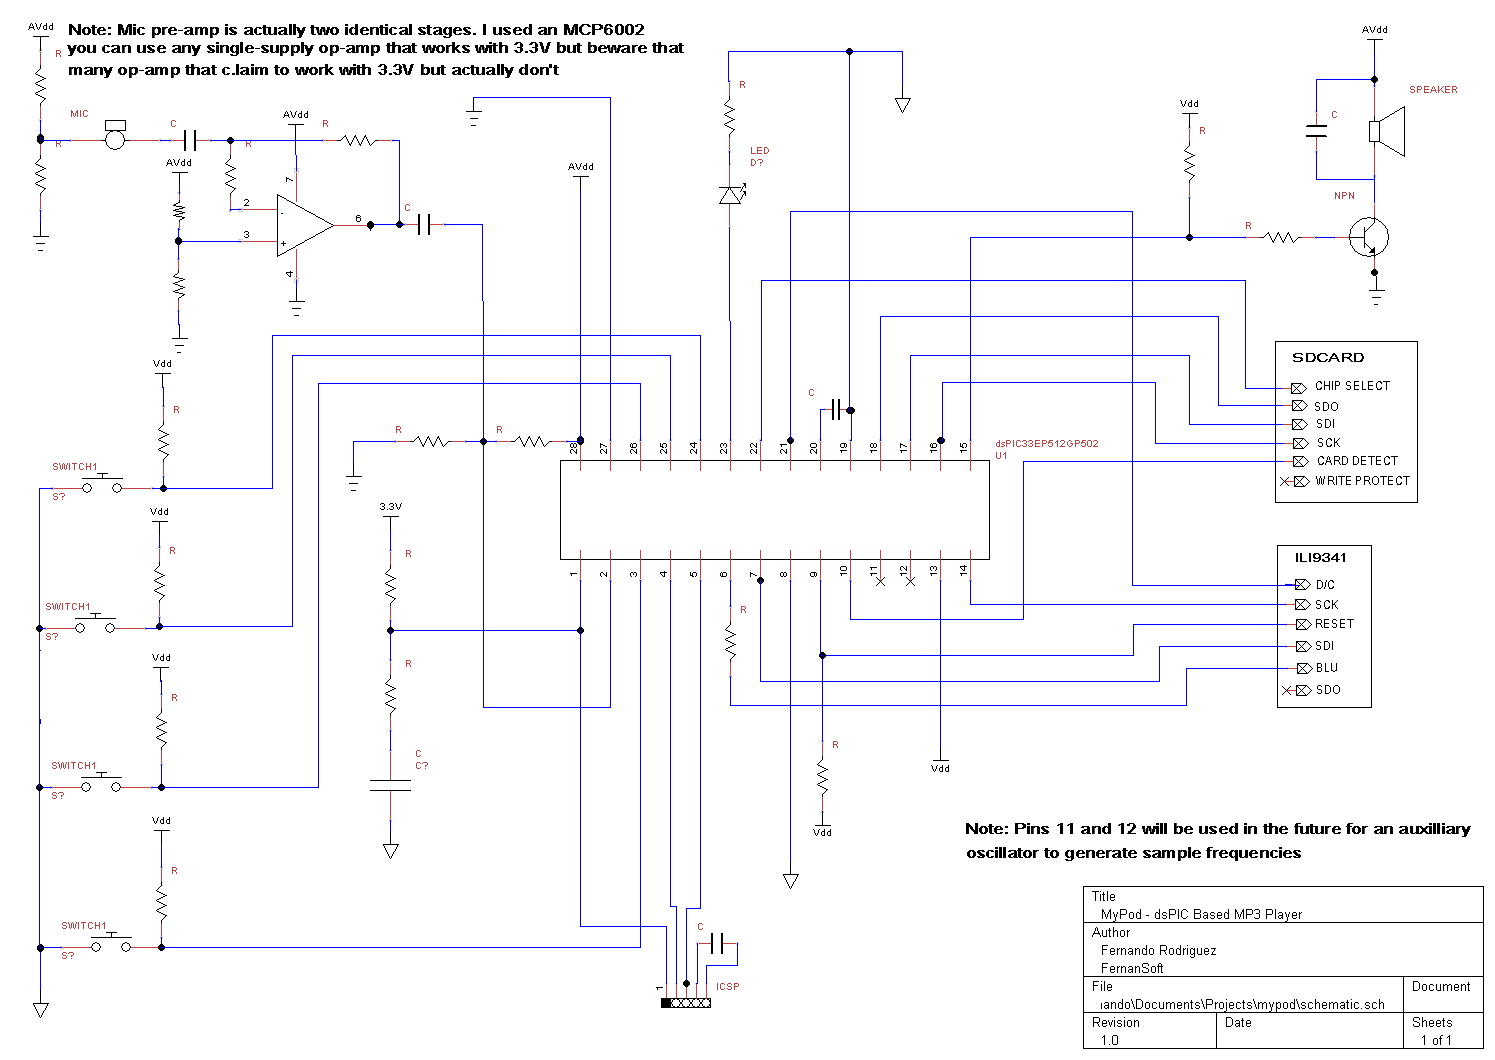 AVdd
Note: Mic pre-amp is actually two identical stages. I used an MCP6002
you can use any single-supply op-amp that works with 3.3V but beware that
many op-amp that c.laim to work with 3.3V but actually don't
R
MIC
R
C
R
AVdd
R
AVdd
7
2
-
3
+
6
4
C
AVdd
R
LED
D?
AVdd
SPEAKER
C
Vdd
R
NPN
R
SDCARD
CHIP SELECT
SDO
SDI
SCK
CARD DETECT
WRITE PROTECT
C
R
R
28 27 26 25 24 23 22 21 20 19 18 17 16 15
dsPIC33EP512GP502
U1
1 2 3 4 5 6 7 8 9 10 11 12 13 14
Vdd
R
SWITCH1
S?
Vdd
R
SWITCH1
S?
Vdd
R
SWITCH1
S?
Vdd
R
SWITCH1
S?
3.3V
R
R
C
C?
R
R
Vdd
Vdd
ILI9341
D/C
SCK
RESET
SDI
BLU
SDO
C
1
ICSP
Note: Pins 11 and 12 will be used in the future for an auxilliary
oscillator to generate sample frequencies
Title
MyPod - dsPIC Based MP3 Player
Author
Fernando Rodriguez
FernanSoft
File
ando\Documents\Projects\mypod\schematic.sch
Document
Revision
1.0
Date
Sheets
1 of 1